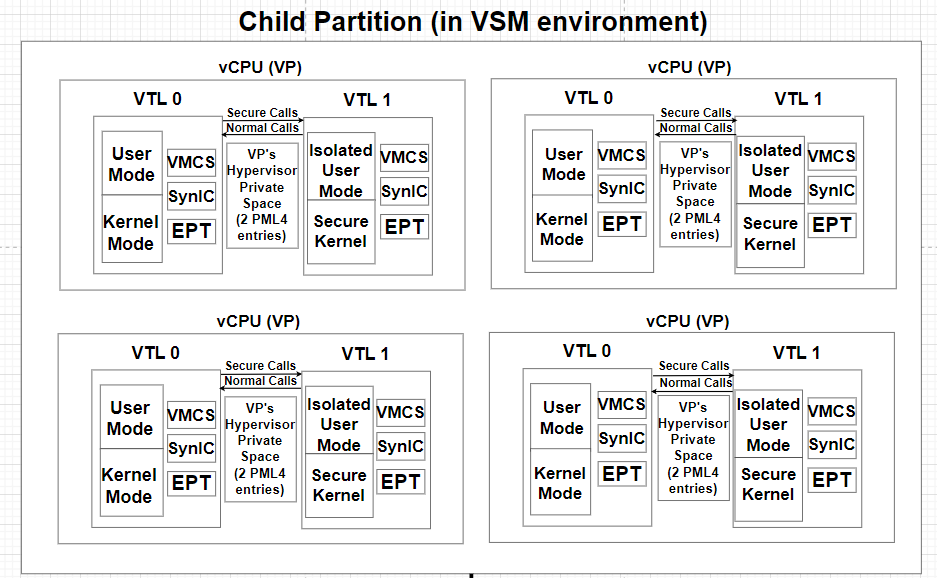 Child Partition (in VSM environment)
vCPU (VP)
VTL 0
VTL 1
Secure Calls
Normal Calls
User
Mode
Kernel
Mode
VMCS
SynIC
EPT
VP's
Hypervisor
Private
Space
(2 PML4
entries)
Isolated
User
Mode
Secure
Kernel
VMCS
SynIC
EPT
vCPU (VP)
VTL 0
VTL 1
Secure Calls
Normal Calls
User
Mode
Kernel
Mode
VMCS
SynIC
EPT
VP's
Hypervisor
Private
Space
(2 PML4
entries)
Isolated
User
Mode
Secure
Kernel
VMCS
SynIC
EPT
vCPU (VP)
VTL 0
VTL 1
Secure Calls
Normal Calls
User
Mode
Kernel
Mode
VMCS
SynIC
EPT
VP's
Hypervisor
Private
Space
(2 PML4
entries)
Isolated
User
Mode
Secure
Kernel
VMCS
SynIC
EPT
vCPU (VP)
VTL 0
VTL 1
Secure Calls
Normal Calls
User
Mode
Kernel
Mode
VMCS
SynIC
EPT
VP's
Hypervisor
Private
Space
(2 PML4
entries)
Isolated
User
Mode
Secure
Kernel
VMCS
SynIC
EPT